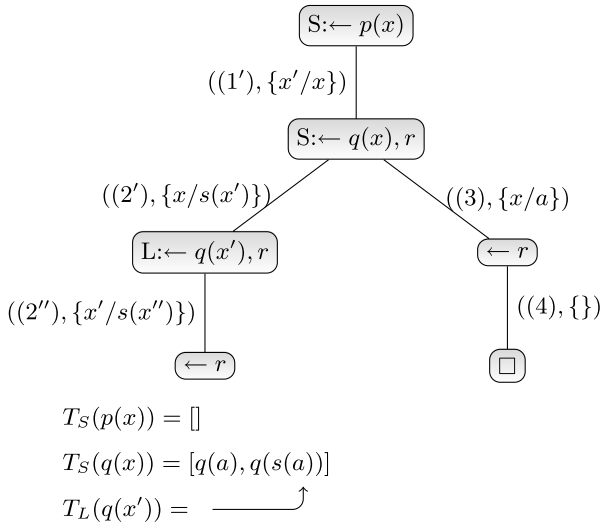 S:← p(x)
((1′), {x′/x})
S:← q(x), r
((2′), {x/s(x′)})
((3), {x/a})
L:← q(x′), r
← r
((2″), {x′/s(x″)})
((4), {})
← r
□
T_S(p(x)) = []
T_S(q(x)) = [q(a), q(s(a))]
T_L(q(x′)) =